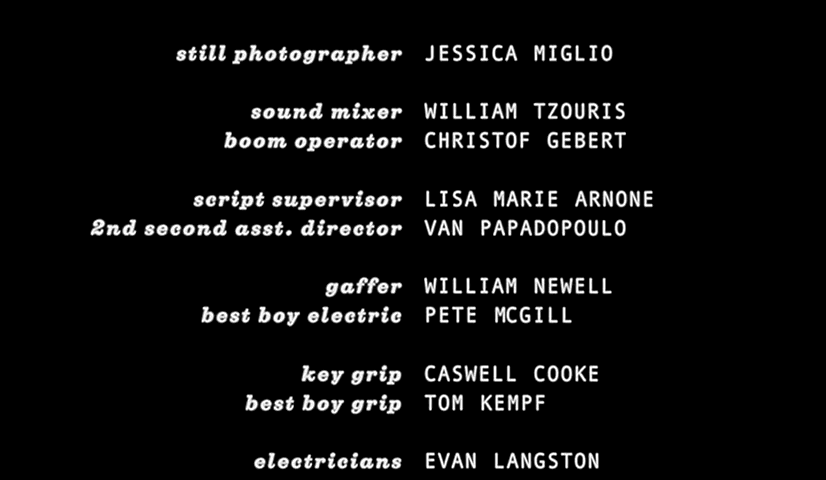 still photographer JESSICA MIGLIO
sound mixer WILLIAM TZOURIS
boom operator CHRISTOF GEBERT
script supervisor LISA MARIE ARNONE
2nd second asst. director VAN PAPADOPOULO
gaffer WILLIAM NEWELL
best boy electric PETE MCGILL
key grip CASWELL COOKE
best boy grip TOM KEMPF
electricians EVAN LANGSTON